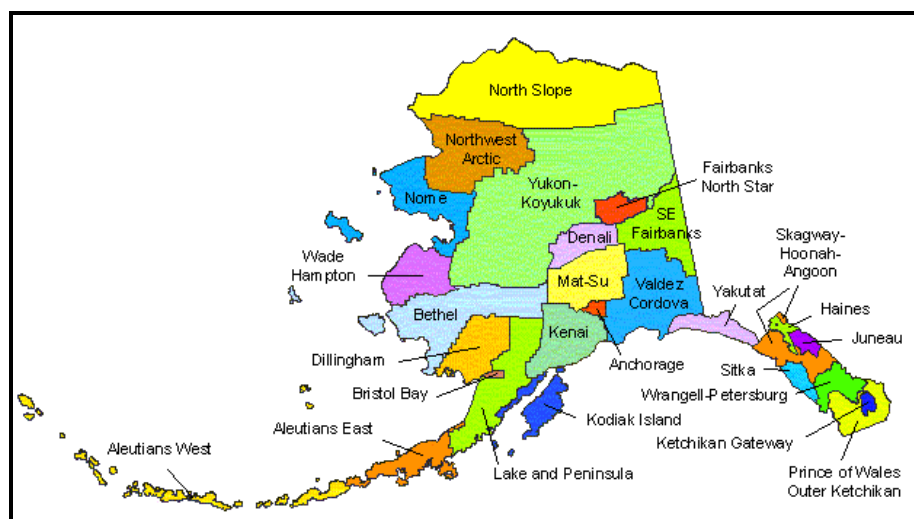 North Slope
Northwest
Arctic
Fairbanks
North Star
Yukon-
Koyukuk
Nome
SE
Fairbanks
Denali
Skagway-
Hoonah-
Angoon
Wade
Hampton
Mat-Su
Valdez
Cordova
Yakutat
Haines
Bethel
Kenai
Juneau
Dillingham
Anchorage
Sitka
Bristol Bay
Wrangell-Petersburg
Kodiak Island
Aleutians East
Ketchikan Gateway
Aleutians West
Lake and Peninsula
Prince of Wales
Outer Ketchikan